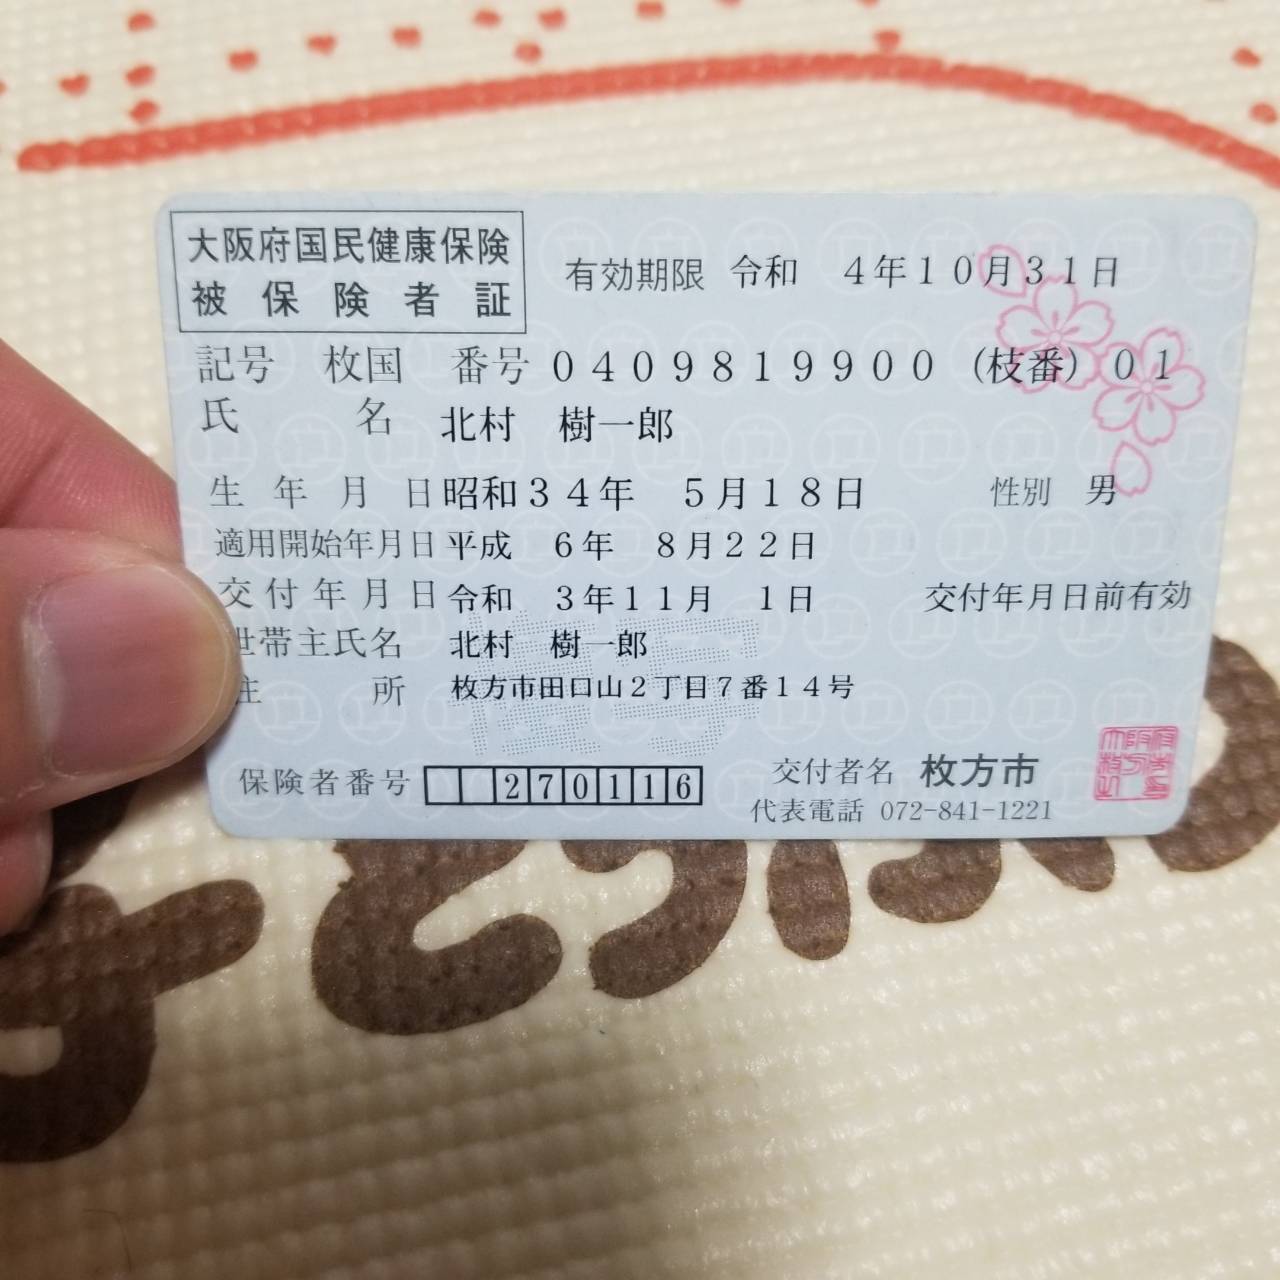 大阪府国民健康保険
被保険者証
有効期限 令和 4年10月31日
記号 枚国 番号 0409819900 (枝番) 01
氏名 北村 樹一郎
生年月日 昭和34年 5月18日 性別 男
適用開始年月日 平成 6年 8月22日
交付年月日 令和 3年11月 1日 交付年月日前有効
世帯主氏名 北村 樹一郎
住所 枚方市田口山2丁目7番14号
保険者番号 270116
交付者名 枚方市
代表電話 072-841-1221